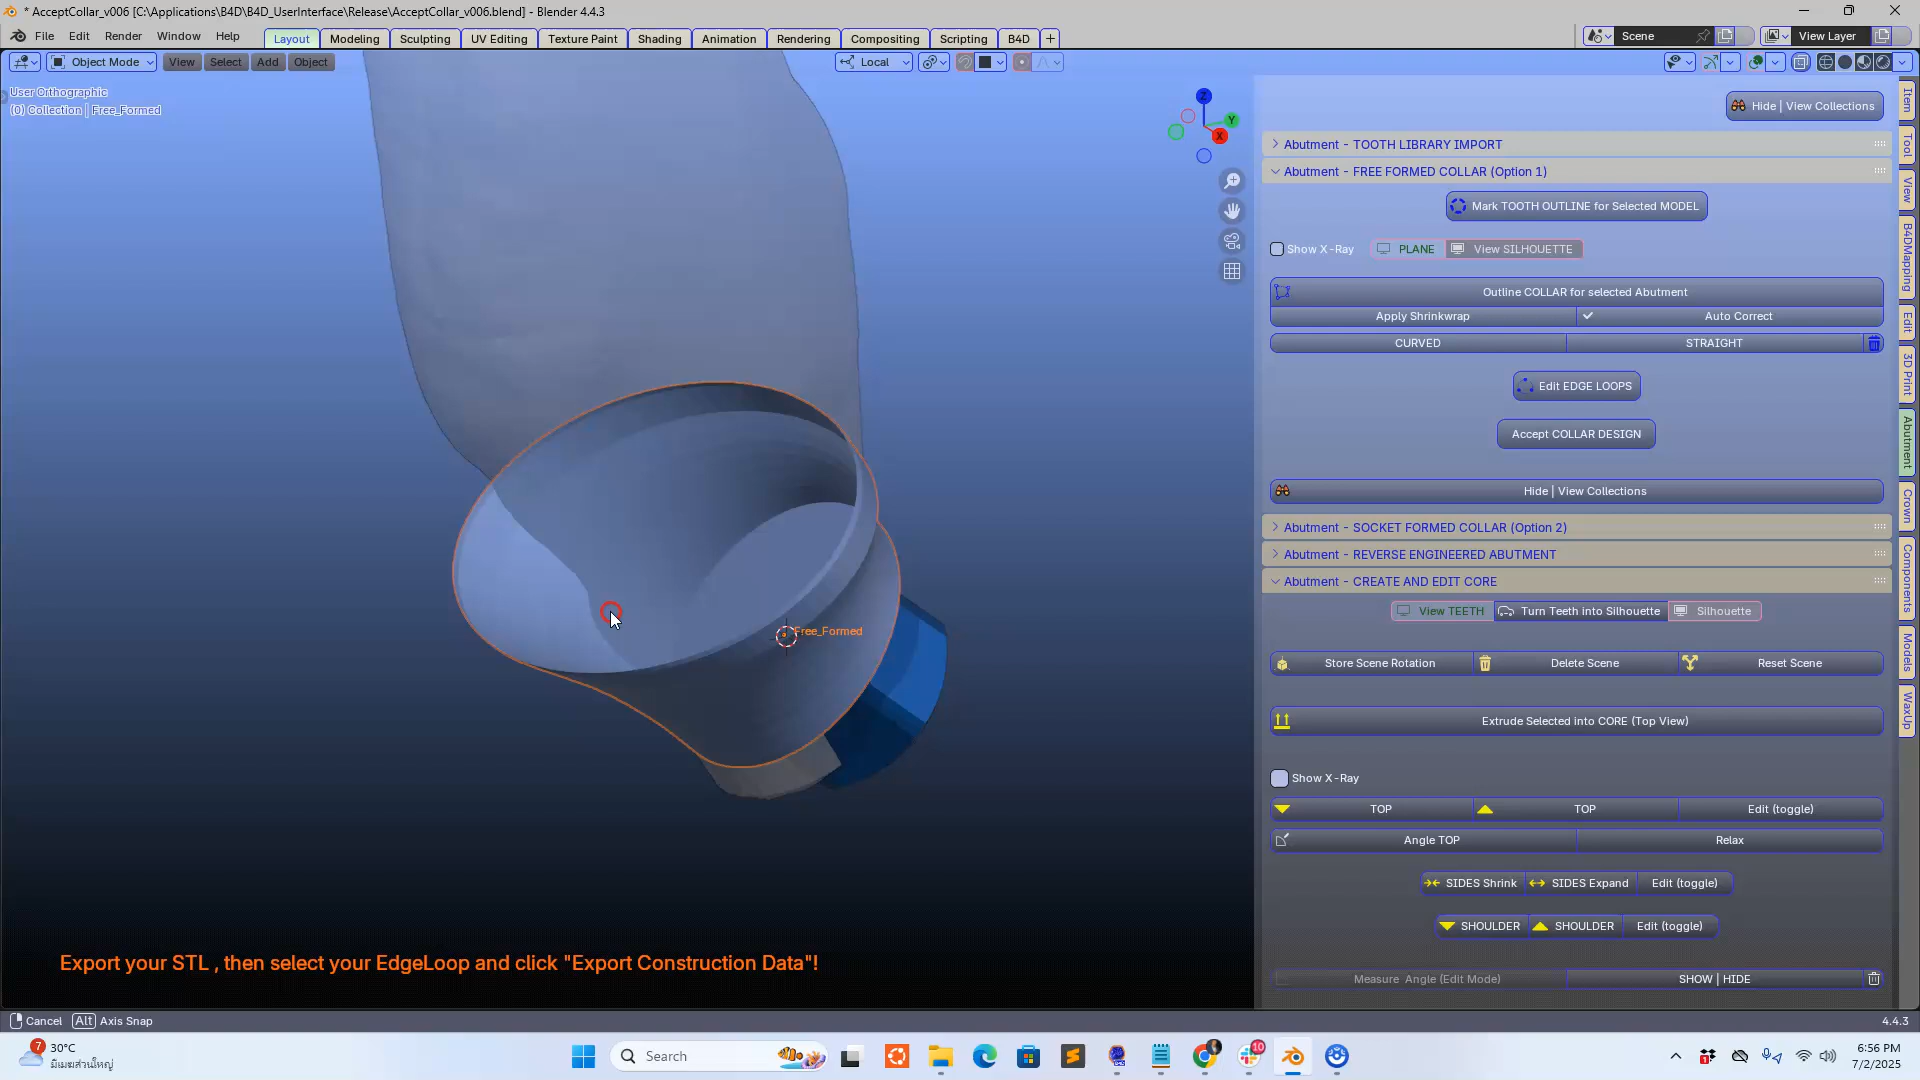 * AcceptCollar_v006 [C:\Applications\B4D\B4D_UserInterface\Release\AcceptCollar_v006.blend] - Blender 4.4.3
File Edit Render Window Help Layout Modeling Sculpting UV Editing Texture Paint Shading Animation Rendering Compositing Scripting B4D + Scene View Layer
Object Mode View Select Add Object Local
User Orthographic
(0) Collection | Free_Formed
Z
Y
X
Free_Formed
Export your STL , then select your EdgeLoop and click "Export Construction Data"!
Hide | View Collections
Abutment - TOOTH LIBRARY IMPORT
Abutment - FREE FORMED COLLAR (Option 1)
Mark TOOTH OUTLINE for Selected MODEL
Show X-Ray PLANE View SILHOUETTE
Outline COLLAR for selected Abutment
Apply Shrinkwrap Auto Correct
CURVED STRAIGHT
Edit EDGE LOOPS
Accept COLLAR DESIGN
Hide | View Collections
Abutment - SOCKET FORMED COLLAR (Option 2)
Abutment - REVERSE ENGINEERED ABUTMENT
Abutment - CREATE AND EDIT CORE
View TEETH Turn Teeth into Silhouette Silhouette
Store Scene Rotation Delete Scene Reset Scene
Extrude Selected into CORE (Top View)
Show X-Ray
TOP TOP Edit (toggle)
Angle TOP Relax
SIDES Shrink SIDES Expand Edit (toggle)
SHOULDER SHOULDER Edit (toggle)
Measure Angle (Edit Mode) SHOW | HIDE
Item
Tool
View
B4DMapping
Edit
3D Print
Abutment
Crown
Components
Models
WaxUp
Cancel Alt Axis Snap 4.4.3
7
30°C
Search
10
1
6:56 PM
7/2/2025